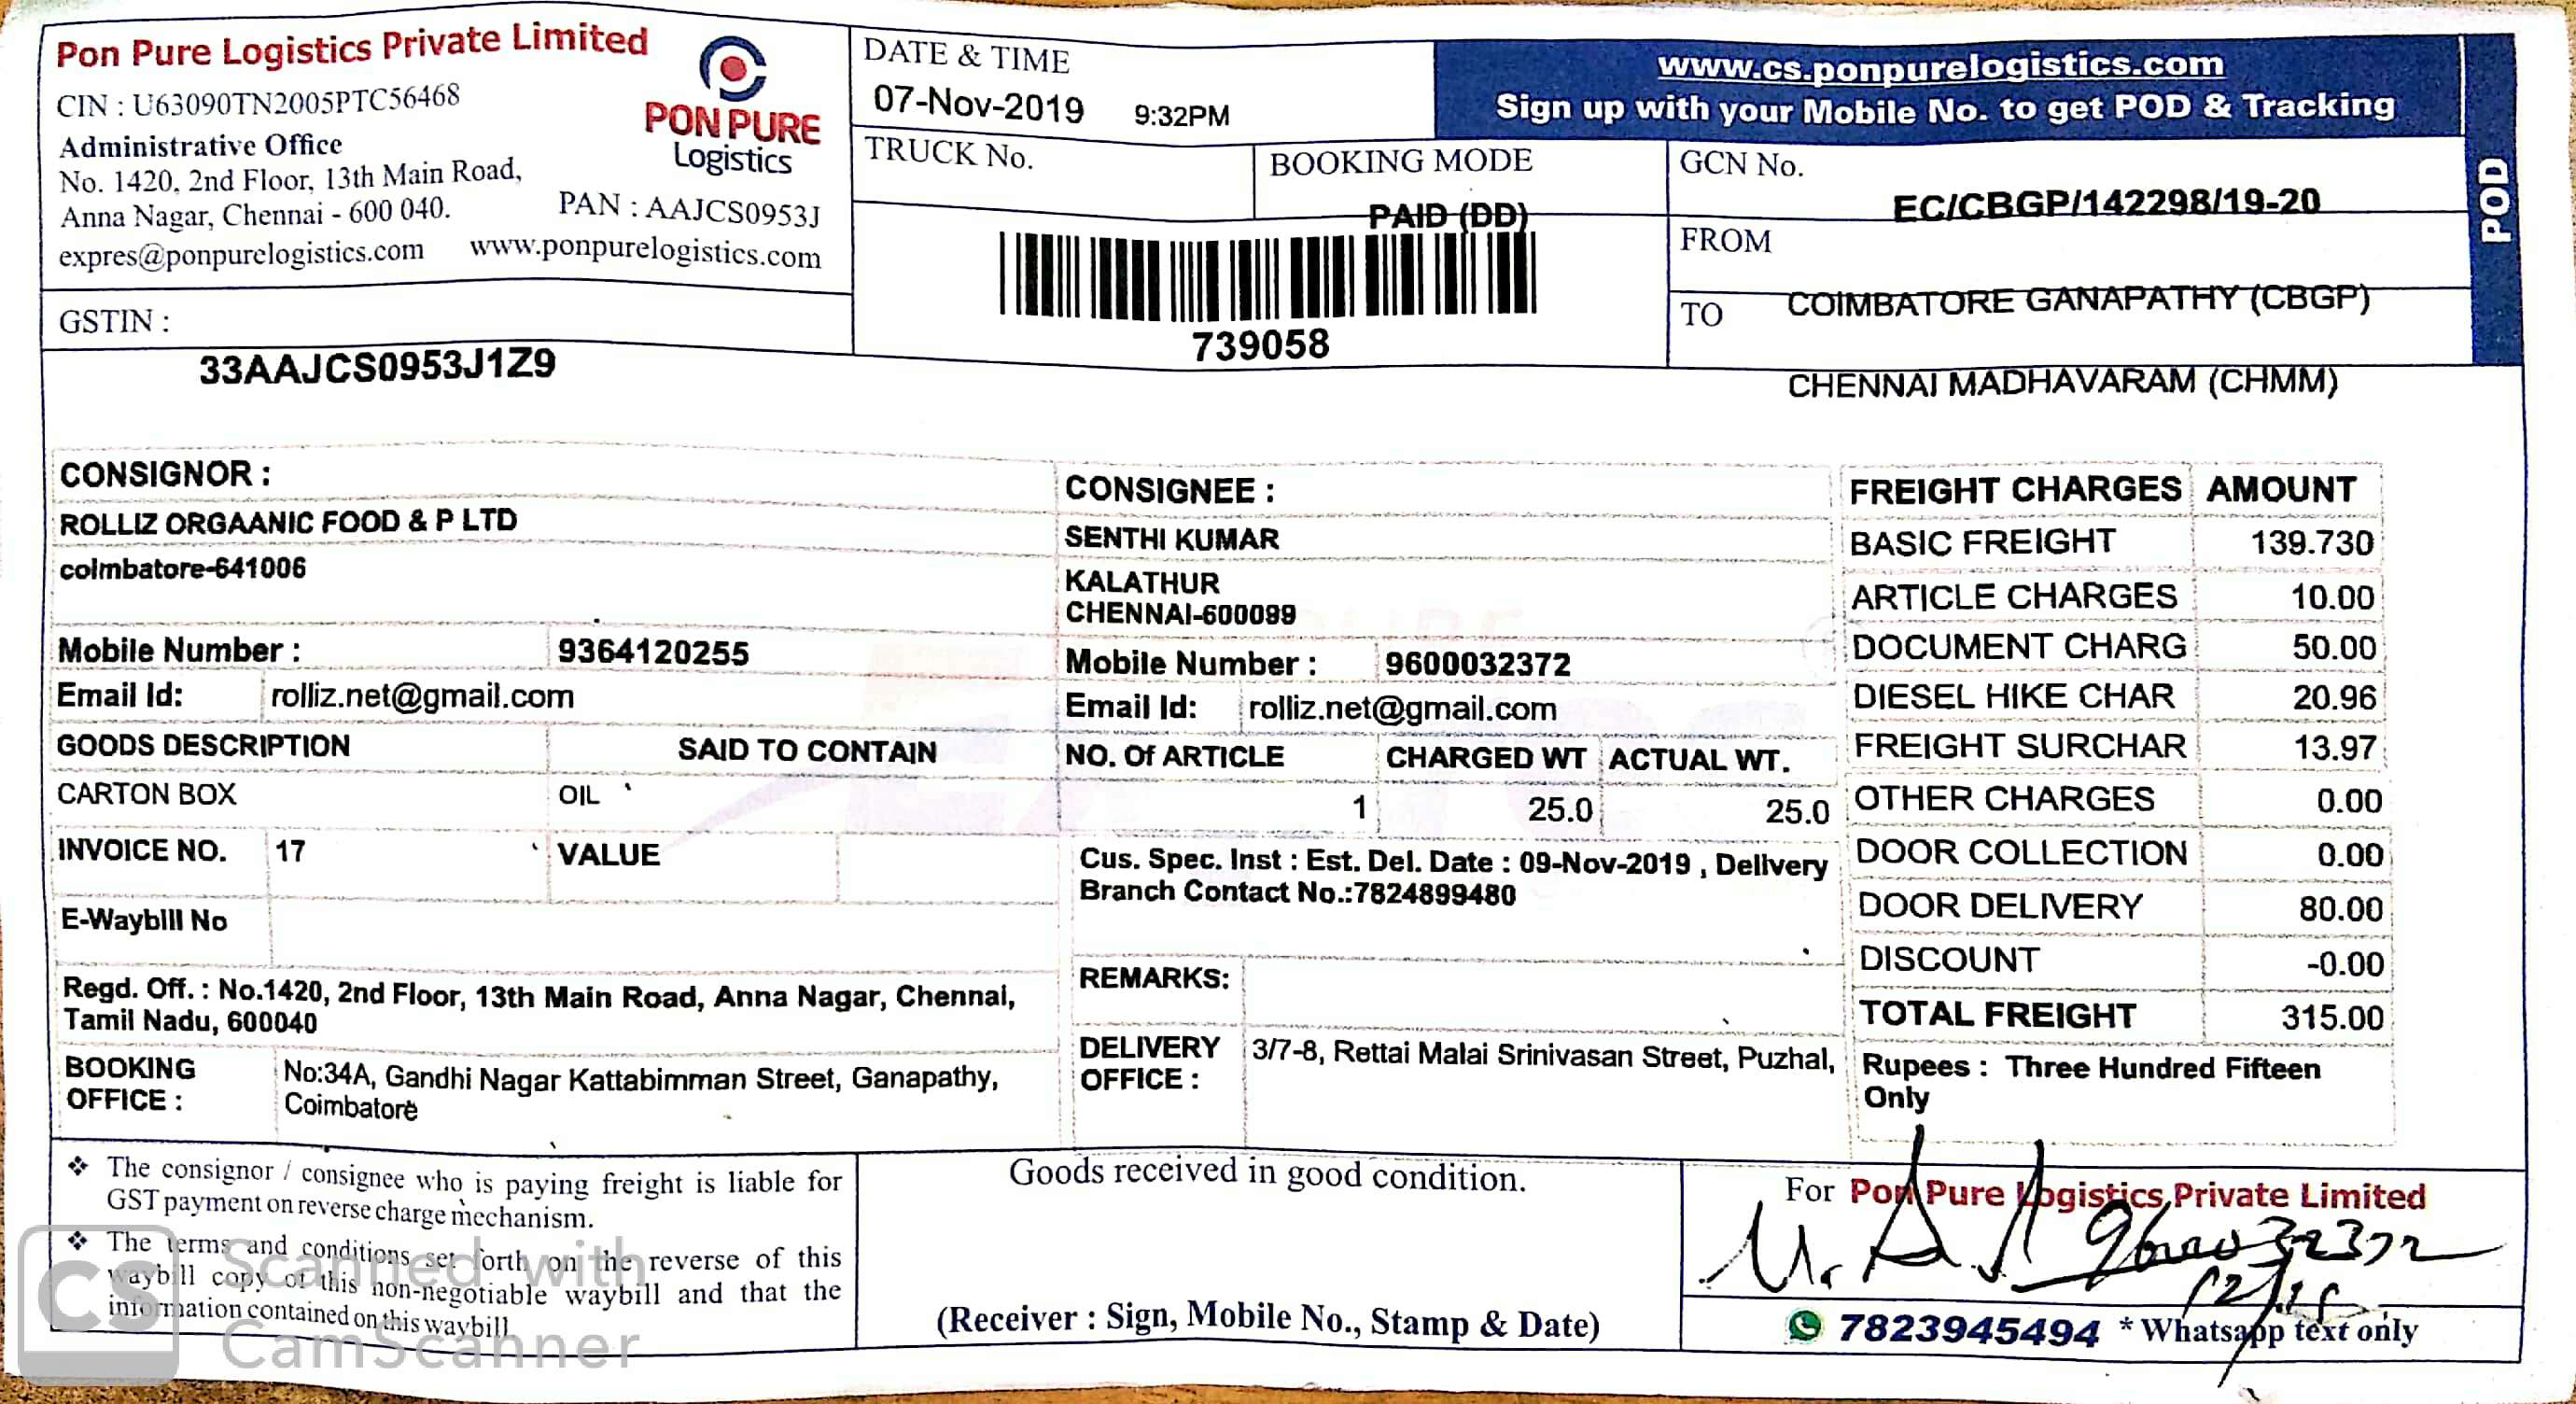 Pon Pure Logistics Private Limited
CIN : U63090TN2005PTC56468
Administrative Office
No. 1420, 2nd Floor, 13th Main Road,
Anna Nagar, Chennai - 600 040.
PAN : AAJCS0953J
expres@ponpurelogistics.com www.ponpurelogistics.com
PON PURE
Logistics
GSTIN :
33AAJCS0953J1Z9
DATE & TIME
07-Nov-2019 9:32PM
TRUCK No.
BOOKING MODE
PAID (DD)
739058
www.cs.ponpurelogistics.com
Sign up with your Mobile No. to get POD & Tracking
GCN No.
EC/CBGP/142298/19-20
FROM
COIMBATORE GANAPATHY (CBGP)
TO
CHENNAI MADHAVARAM (CHMM)
POD
CONSIGNOR :
ROLLIZ ORGAANIC FOOD & P LTD
coimbatore-641006
Mobile Number : 9364120255
Email Id: rolliz.net@gmail.com
GOODS DESCRIPTION SAID TO CONTAIN
CARTON BOX OIL
INVOICE NO. 17 VALUE
E-Waybill No
Regd. Off. : No.1420, 2nd Floor, 13th Main Road, Anna Nagar, Chennai,
Tamil Nadu, 600040
BOOKING OFFICE : No:34A, Gandhi Nagar Kattabimman Street, Ganapathy,
Coimbatore
CONSIGNEE :
SENTHI KUMAR
KALATHUR
CHENNAI-600099
Mobile Number : 9600032372
Email Id: rolliz.net@gmail.com
NO. Of ARTICLE CHARGED WT ACTUAL WT.
1 25.0 25.0
Cus. Spec. Inst : Est. Del. Date : 09-Nov-2019 , Delivery
Branch Contact No.:7824899480
REMARKS:
DELIVERY OFFICE : 3/7-8, Rettai Malai Srinivasan Street, Puzhal,
FREIGHT CHARGES AMOUNT
BASIC FREIGHT 139.730
ARTICLE CHARGES 10.00
DOCUMENT CHARG 50.00
DIESEL HIKE CHAR 20.96
FREIGHT SURCHAR 13.97
OTHER CHARGES 0.00
DOOR COLLECTION 0.00
DOOR DELIVERY 80.00
DISCOUNT -0.00
TOTAL FREIGHT 315.00
Rupees : Three Hundred Fifteen
Only
❖ The consignor / consignee who is paying freight is liable for
GST payment on reverse charge mechanism.
❖ The terms and conditions set forth on the reverse of this
waybill copy of this non-negotiable waybill and that the
information contained on this waybill
Goods received in good condition.
(Receiver : Sign, Mobile No., Stamp & Date)
For Pon Pure Logistics Private Limited
9600032372
7823945494 * Whatsapp text only
CS Scanned with
CamScanner